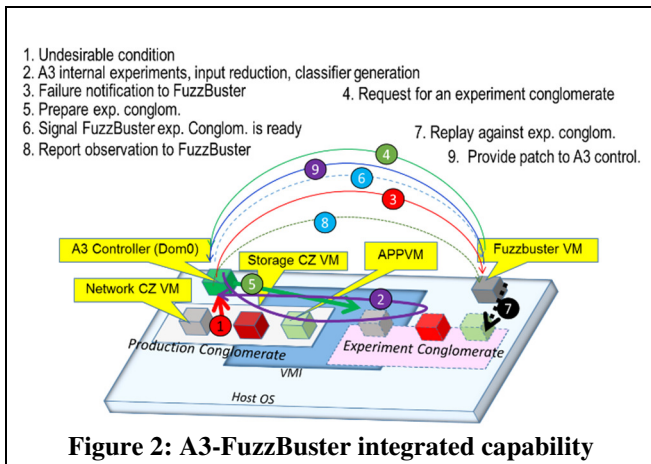 1. Undesirable condition
2. A3 internal experiments, input reduction, classifier generation
3. Failure notification to FuzzBuster
4. Request for an experiment conglomerate
5. Prepare exp. conglom.
6. Signal FuzzBuster exp. Conglom. is ready
7. Replay against exp. conglom.
8. Report observation to FuzzBuster
9. Provide patch to A3 control.
4
9
6
3
8
A3 Controller (Dom0)
Storage CZ VM
APPVM
Fuzzbuster VM
Network CZ VM
5
2
7
1
Production Conglomerate
Experiment Conglomerate
VMI
Host OS
Figure 2: A3-FuzzBuster integrated capability